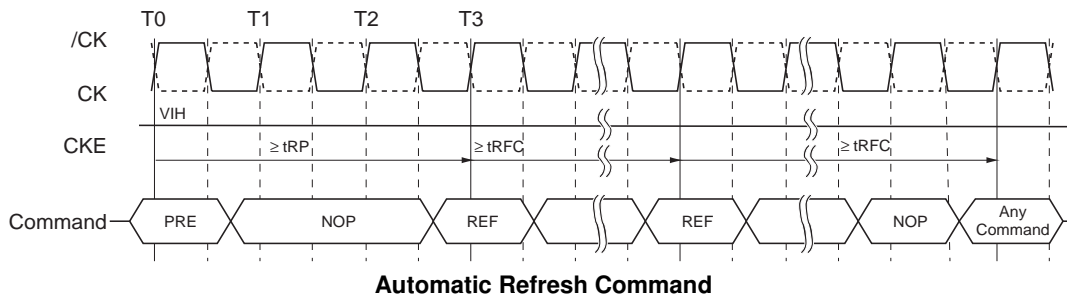 T0 T1 T2 T3
/CK
CK
VIH
CKE
≥ tRP ≥ tRFC ≥ tRFC
Command PRE NOP REF REF NOP Any Command
Automatic Refresh Command